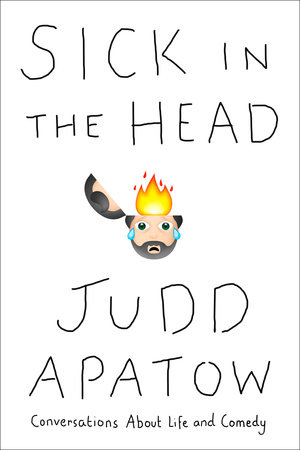 SICK IN
THE HEAD
JUDD
APATOW
Conversations About Life and Comedy